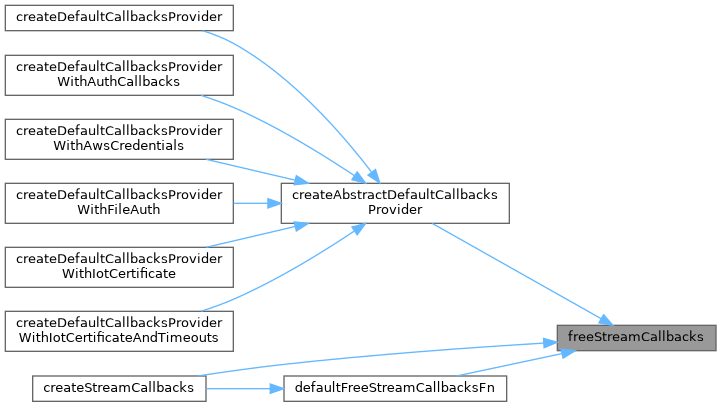 createDefaultCallbacksProvider
createDefaultCallbacksProvider
WithAuthCallbacks
createDefaultCallbacksProvider
WithAwsCredentials
createDefaultCallbacksProvider
WithFileAuth
createDefaultCallbacksProvider
WithIotCertificate
createDefaultCallbacksProvider
WithIotCertificateAndTimeouts
createStreamCallbacks
createAbstractDefaultCallbacks
Provider
defaultFreeStreamCallbacksFn
freeStreamCallbacks